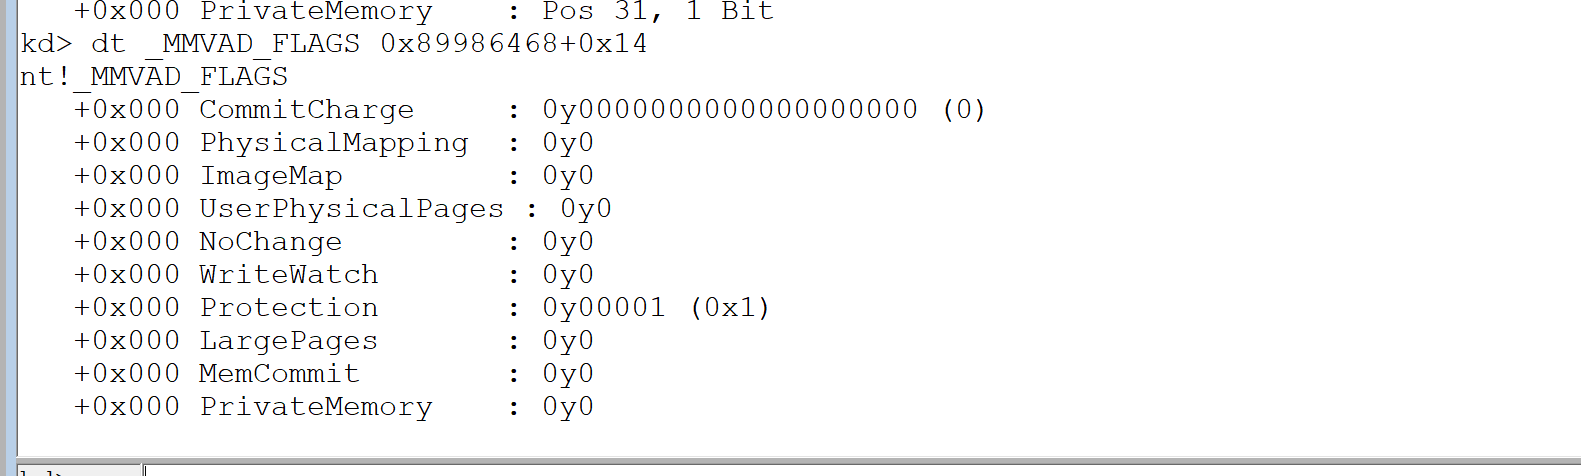 +0x000 PrivateMemory    : Pos 31, 1 Bit
kd> dt _MMVAD_FLAGS 0x89986468+0x14
nt!_MMVAD_FLAGS
+0x000 CommitCharge     : 0y0000000000000000000 (0)
+0x000 PhysicalMapping  : 0y0
+0x000 ImageMap         : 0y0
+0x000 UserPhysicalPages : 0y0
+0x000 NoChange         : 0y0
+0x000 WriteWatch       : 0y0
+0x000 Protection       : 0y00001 (0x1)
+0x000 LargePages       : 0y0
+0x000 MemCommit        : 0y0
+0x000 PrivateMemory    : 0y0
kd>